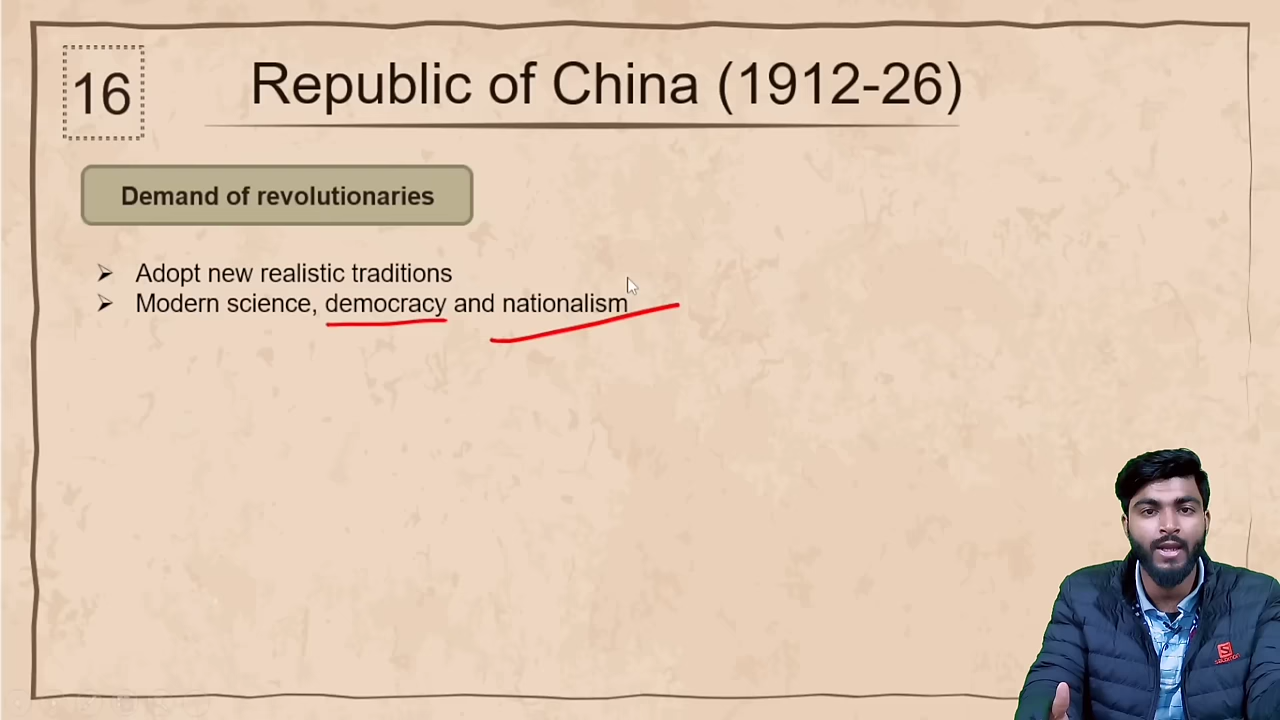 16
Republic of China (1912-26)
Demand of revolutionaries
➢ Adopt new realistic traditions
➢ Modern science, democracy and nationalism